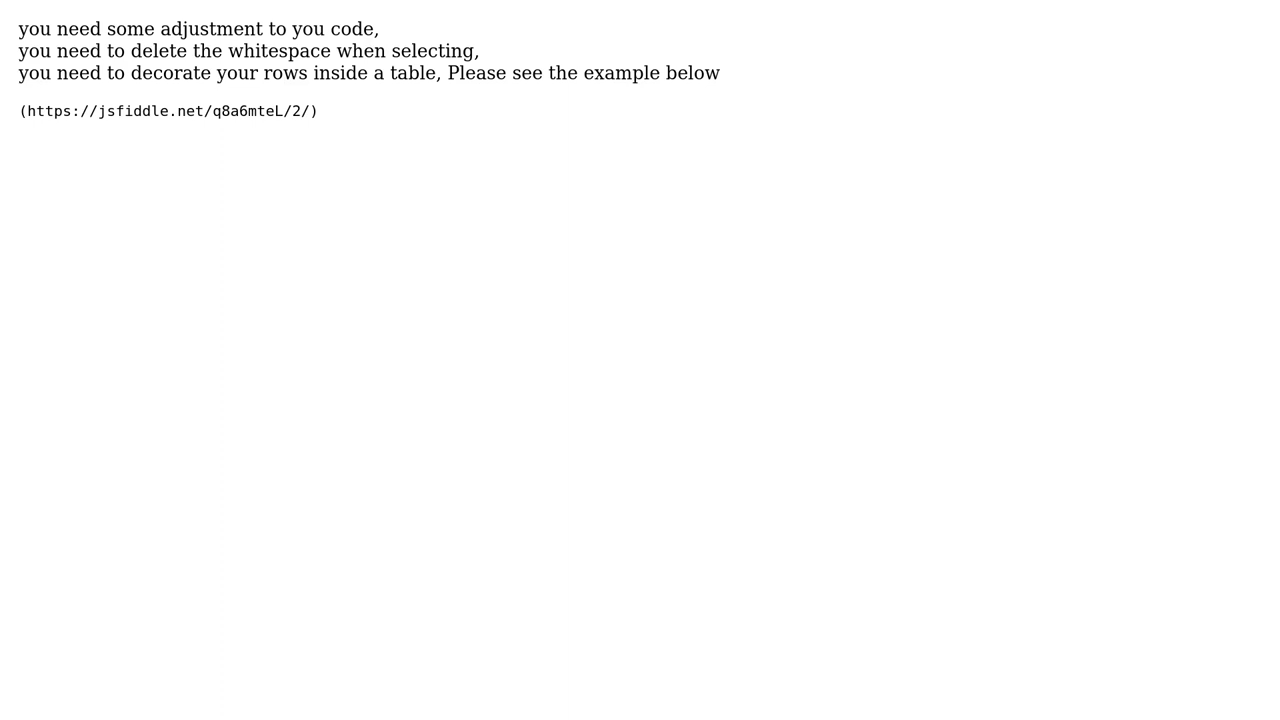 you need some adjustment to you code,
you need to delete the whitespace when selecting,
you need to decorate your rows inside a table, Please see the example below
(https://jsfiddle.net/q8a6mteL/2/)